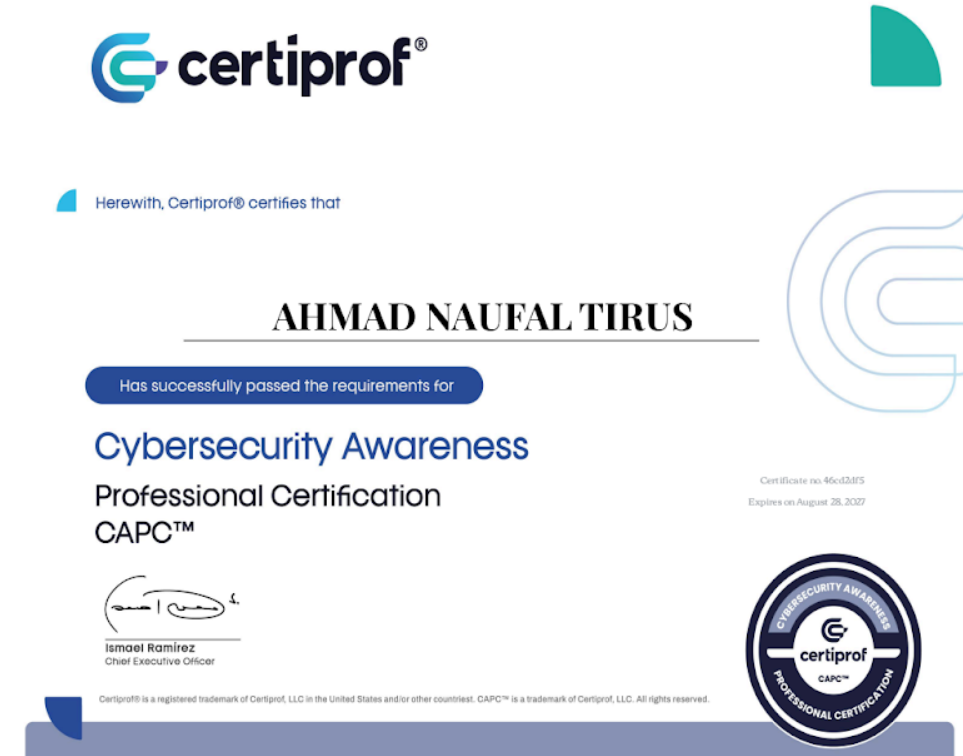 certiprof®
Herewith, Certiprof® certifies that
AHMAD NAUFAL TIRUS
Has successfully passed the requirements for
Cybersecurity Awareness
Professional Certification
CAPC™
Certificate no. 46cd2df5
Expires on August 28, 2027
Ismael Ramírez
Chief Executive Officer
CYBERSECURITY AWARENESS
certiprof
CAPC™
PROFESSIONAL CERTIFICATION
Certiprof® is a registered trademark of Certiprof, LLC in the United States and/or other countriest. CAPC™ is a trademark of Certiprof, LLC. All rights reserved.